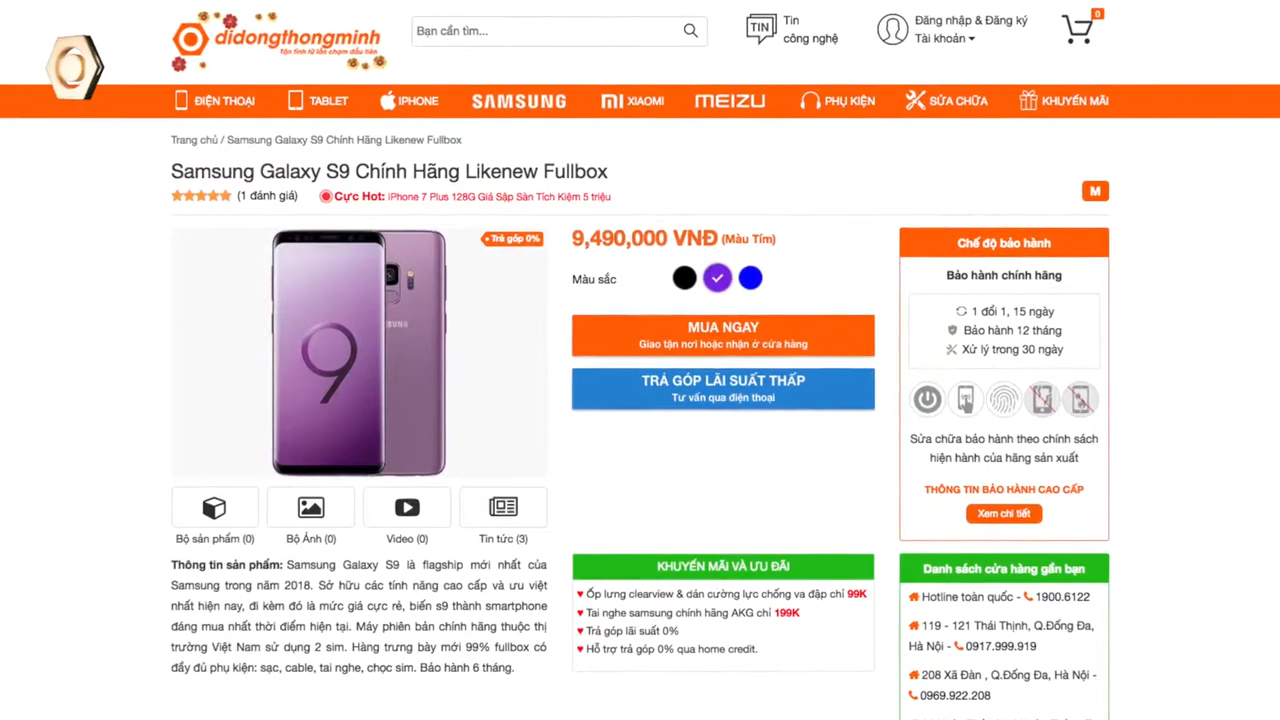 didongthongminh
Tận tình từ lần chạm đầu tiên
Bạn cần tìm...
TIN
Tin
công nghệ
Đăng nhập & Đăng ký
Tài khoản
0
ĐIỆN THOẠI
TABLET
IPHONE
SAMSUNG
mi XIAOMI
MEIZU
PHỤ KIỆN
SỬA CHỮA
KHUYẾN MÃI
Trang chủ / Samsung Galaxy S9 Chính Hãng Likenew Fullbox
Samsung Galaxy S9 Chính Hãng Likenew Fullbox
(1 đánh giá)
Cực Hot: iPhone 7 Plus 128G Giá Sập Sàn Tích Kiệm 5 triệu
M
Trả góp 0%
9
SAMSUNG
Bộ sản phẩm (0)
Bộ Ảnh (0)
Video (0)
Tin tức (3)
Thông tin sản phẩm: Samsung Galaxy S9 là flagship mới nhất của
Samsung trong năm 2018. Sở hữu các tính năng cao cấp và ưu việt
nhất hiện nay, đi kèm đó là mức giá cực rẻ, biến s9 thành smartphone
đáng mua nhất thời điểm hiện tại. Máy phiên bản chính hãng thuộc thị
trường Việt Nam sử dụng 2 sim. Hàng trưng bày mới 99% fullbox có
đầy đủ phụ kiện: sạc, cable, tai nghe, chọc sim. Bảo hành 6 tháng.
9,490,000 VNĐ (Màu Tím)
Màu sắc
MUA NGAY
Giao tận nơi hoặc nhận ở cửa hàng
TRẢ GÓP LÃI SUẤT THẤP
Tư vấn qua điện thoại
KHUYẾN MÃI VÀ ƯU ĐÃI
Ốp lưng clearview & dán cường lực chống va đập chỉ 99K
Tai nghe samsung chính hãng AKG chỉ 199K
Trả góp lãi suất 0%
Hỗ trợ trả góp 0% qua home credit.
Chế độ bảo hành
Bảo hành chính hãng
1 đổi 1, 15 ngày
Bảo hành 12 tháng
Xử lý trong 30 ngày
Sửa chữa bảo hành theo chính sách
hiện hành của hãng sản xuất
THÔNG TIN BẢO HÀNH CAO CẤP
Xem chi tiết
Danh sách cửa hàng gần bạn
Hotline toàn quốc - 1900.6122
119 - 121 Thái Thịnh, Q.Đống Đa,
Hà Nội - 0917.999.919
208 Xã Đàn , Q.Đống Đa, Hà Nội -
0969.922.208